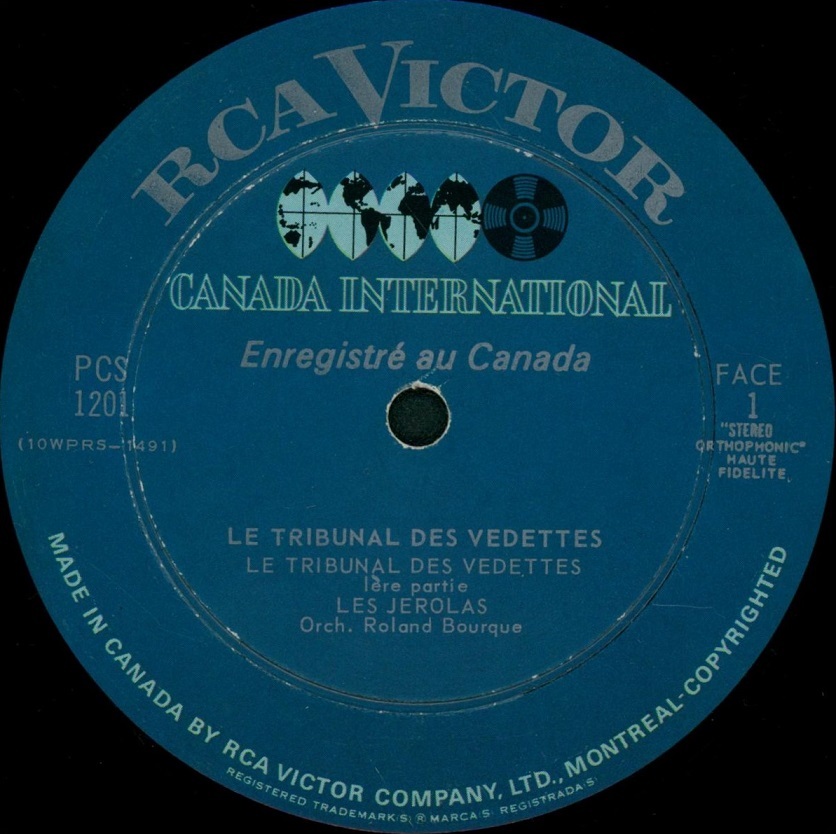 RCA VICTOR
CANADA INTERNATIONAL
Enregistré au Canada
PCS
1201
(10WPRS-1491)
FACE
1
"STEREO
ORTHOPHONIC"
HAUTE
FIDELITE
LE TRIBUNAL DES VEDETTES
LE TRIBUNAL DES VEDETTES
1ère partie
LES JEROLAS
Orch. Roland Bourque
MADE IN CANADA BY RCA VICTOR COMPANY, LTD., MONTREAL-COPYRIGHTED
REGISTERED TRADEMARK(S) ® MARCA(S) REGISTRADA(S)